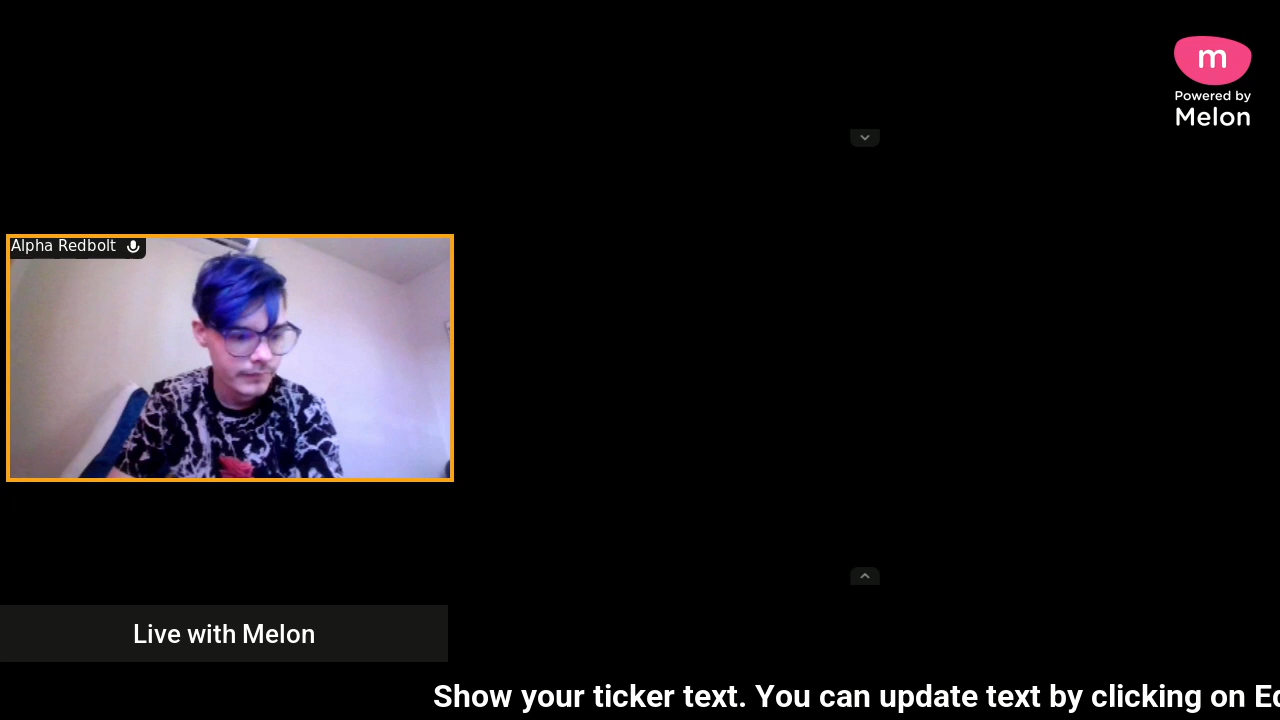 m
Powered by
Melon
Alpha Redbolt
Live with Melon
Show your ticker text. You can update text by clicking on